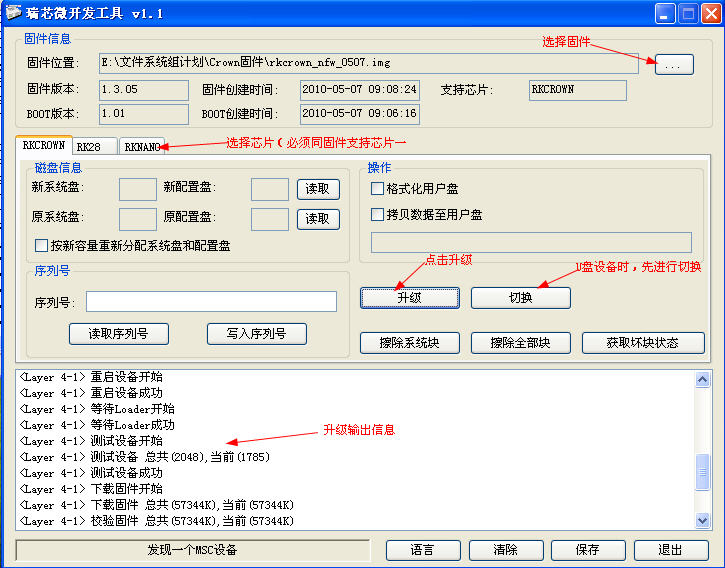 瑞芯微开发工具 v1.1
固件信息
选择固件
固件位置: E:\文件系统组计划\Crown固件\rkcrown_nfw_0507.img ...
固件版本: 1.3.05 固件创建时间: 2010-05-07 09:08:24 支持芯片: RKCROWN
BOOT版本: 1.01 BOOT创建时间: 2010-05-07 09:06:16
RKCROWN RK28 RKNANO 选择芯片(必须同固件支持芯片一
磁盘信息 操作
新系统盘: 新配置盘: 读取 格式化用户盘
原系统盘: 原配置盘: 读取 拷贝数据至用户盘
按新容量重新分配系统盘和配置盘
序列号 点击升级 U盘设备时,先进行切换
序列号: 升级 切换
读取序列号 写入序列号 擦除系统块 擦除全部块 获取坏块状态
<Layer 4-1> 重启设备开始
<Layer 4-1> 重启设备成功
<Layer 4-1> 等待Loader开始
<Layer 4-1> 等待Loader成功
升级输出信息
<Layer 4-1> 测试设备开始
<Layer 4-1> 测试设备 总共(2048),当前(1785)
<Layer 4-1> 测试设备成功
<Layer 4-1> 下载固件开始
<Layer 4-1> 下载固件 总共(57344K),当前(57344K)
<Layer 4-1> 校验固件 总共(57344K),当前(57344K)
发现一个MSC设备 语言 清除 保存 退出